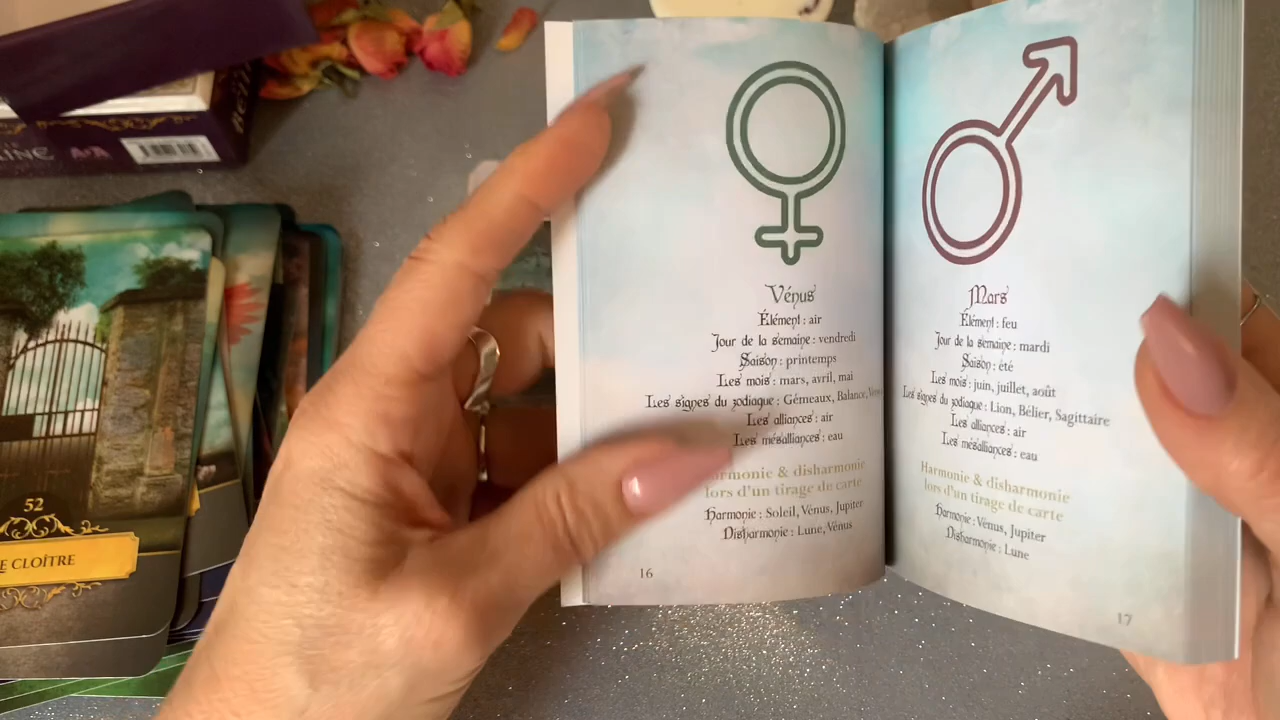 52
CLOÎTRE
Vénus
Élément : air
Jour de la semaine : vendredi
Saison : printemps
Les mois : mars, avril, mai
Les signes du zodiaque : Gémeaux, Balance,
Les alliances : air
Les mésalliances : eau
& disharmonie
lors d'un tirage de carte
Harmonie : Soleil, Vénus, Jupiter
Disharmonie : Lune, Vénus
16
Mars
Élément : feu
Jour de la semaine : mardi
Saison : été
Les mois : juin, juillet, août
Les signes du zodiaque : Lion, Bélier, Sagittaire
Les alliances : air
Les mésalliances : eau
Harmonie & disharmonie
lors d'un tirage de carte
Harmonie : Vénus, Jupiter
Disharmonie : Lune
17